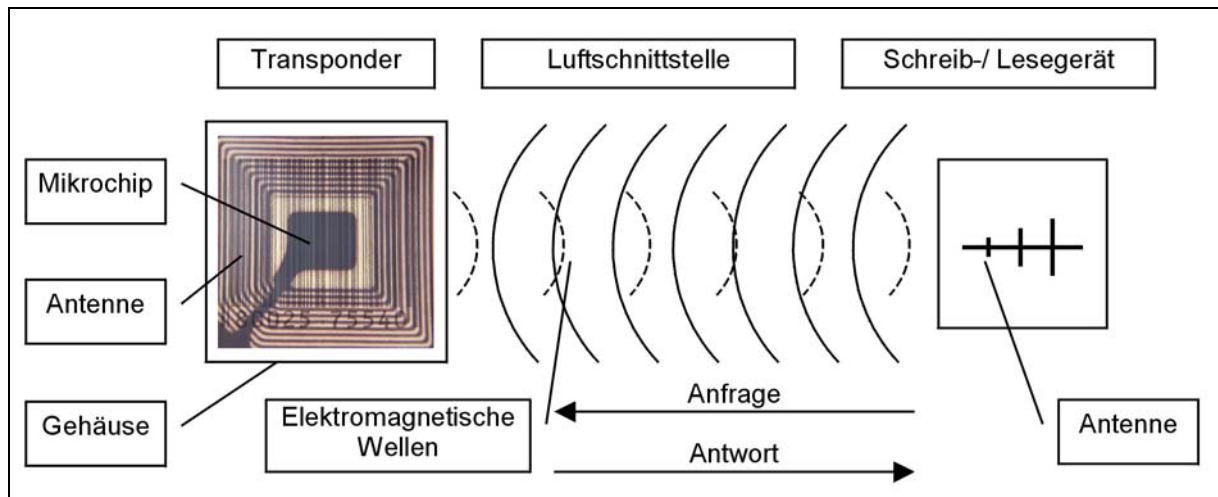 Transponder
Luftschnittstelle
Schreib-/ Lesegerät
Mikrochip
Antenne
Gehäuse
Elektromagnetische
Wellen
Anfrage
Antwort
Antenne